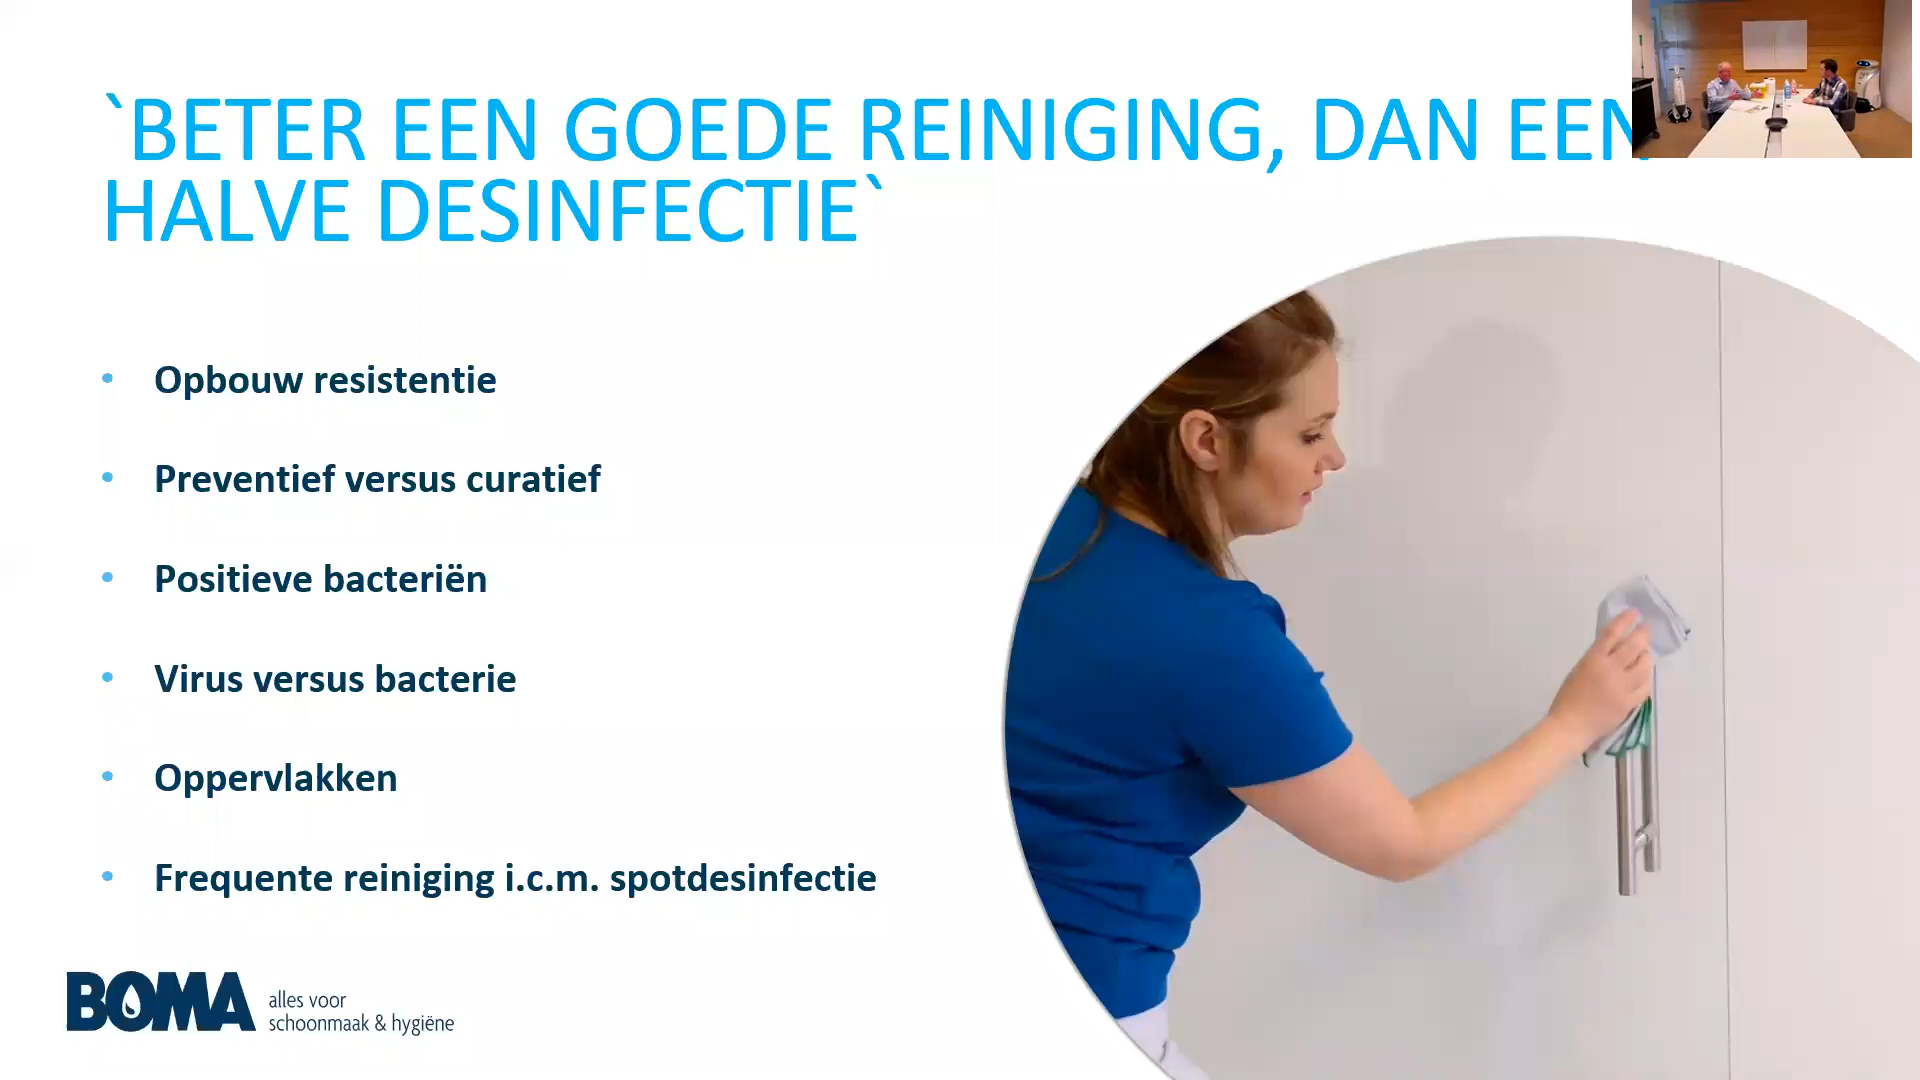 `BETER EEN GOEDE REINIGING, DAN EEN
HALVE DESINFECTIE`
• Opbouw resistentie
• Preventief versus curatief
• Positieve bacteriën
• Virus versus bacterie
• Oppervlakken
• Frequente reiniging i.c.m. spotdesinfectie
BOMA
alles voor
schoonmaak & hygiëne